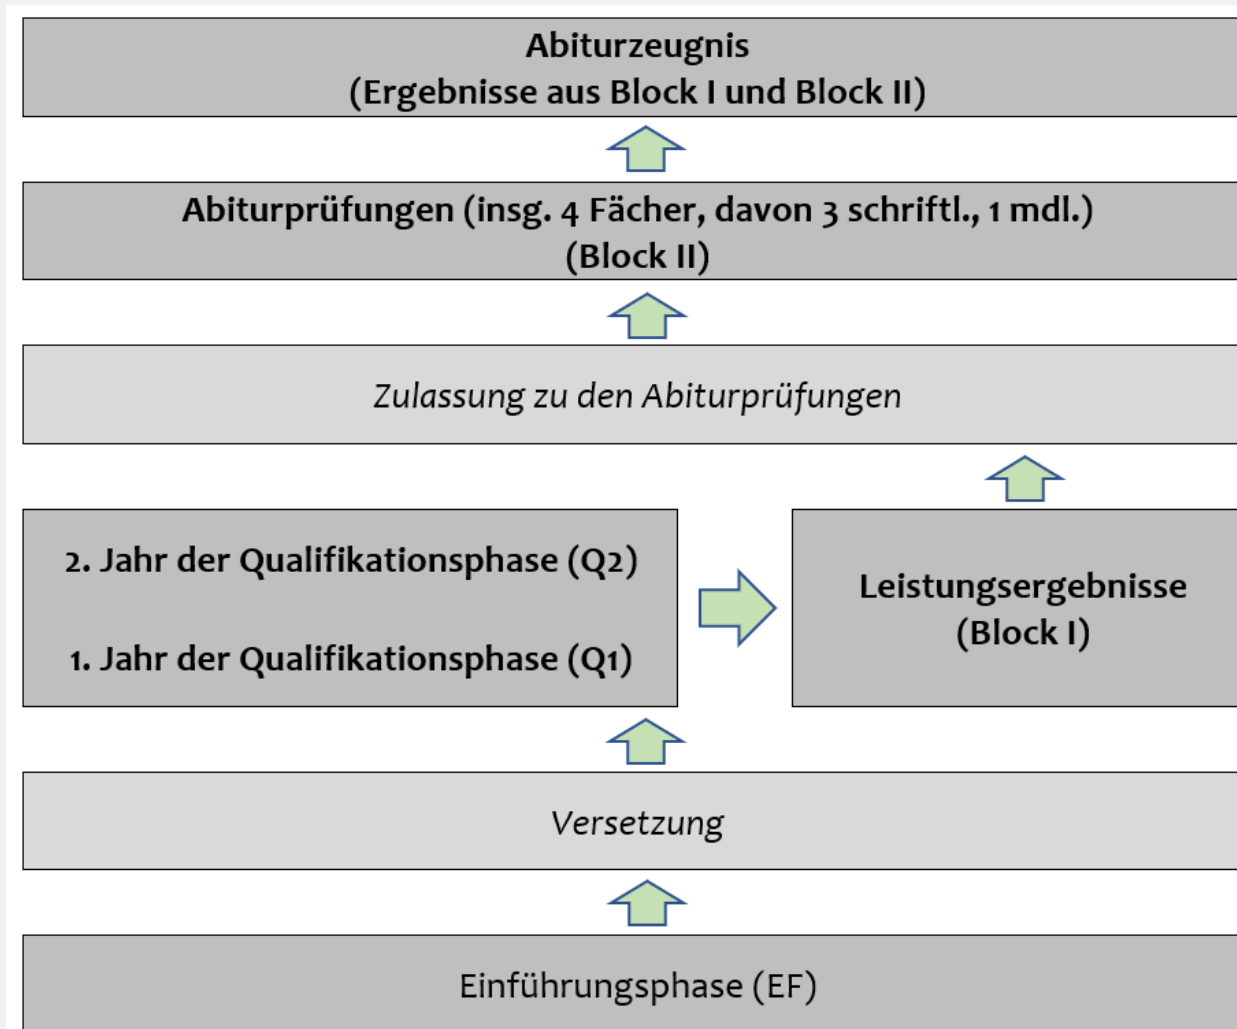 Abiturzeugnis
(Ergebnisse aus Block I und Block II)
Abiturprüfungen (insg. 4 Fächer, davon 3 schriftl., 1 mdl.)
(Block II)
Zulassung zu den Abiturprüfungen
2. Jahr der Qualifikationsphase (Q2)
1. Jahr der Qualifikationsphase (Q1)
Leistungsergebnisse
(Block I)
Versetzung
Einführungsphase (EF)